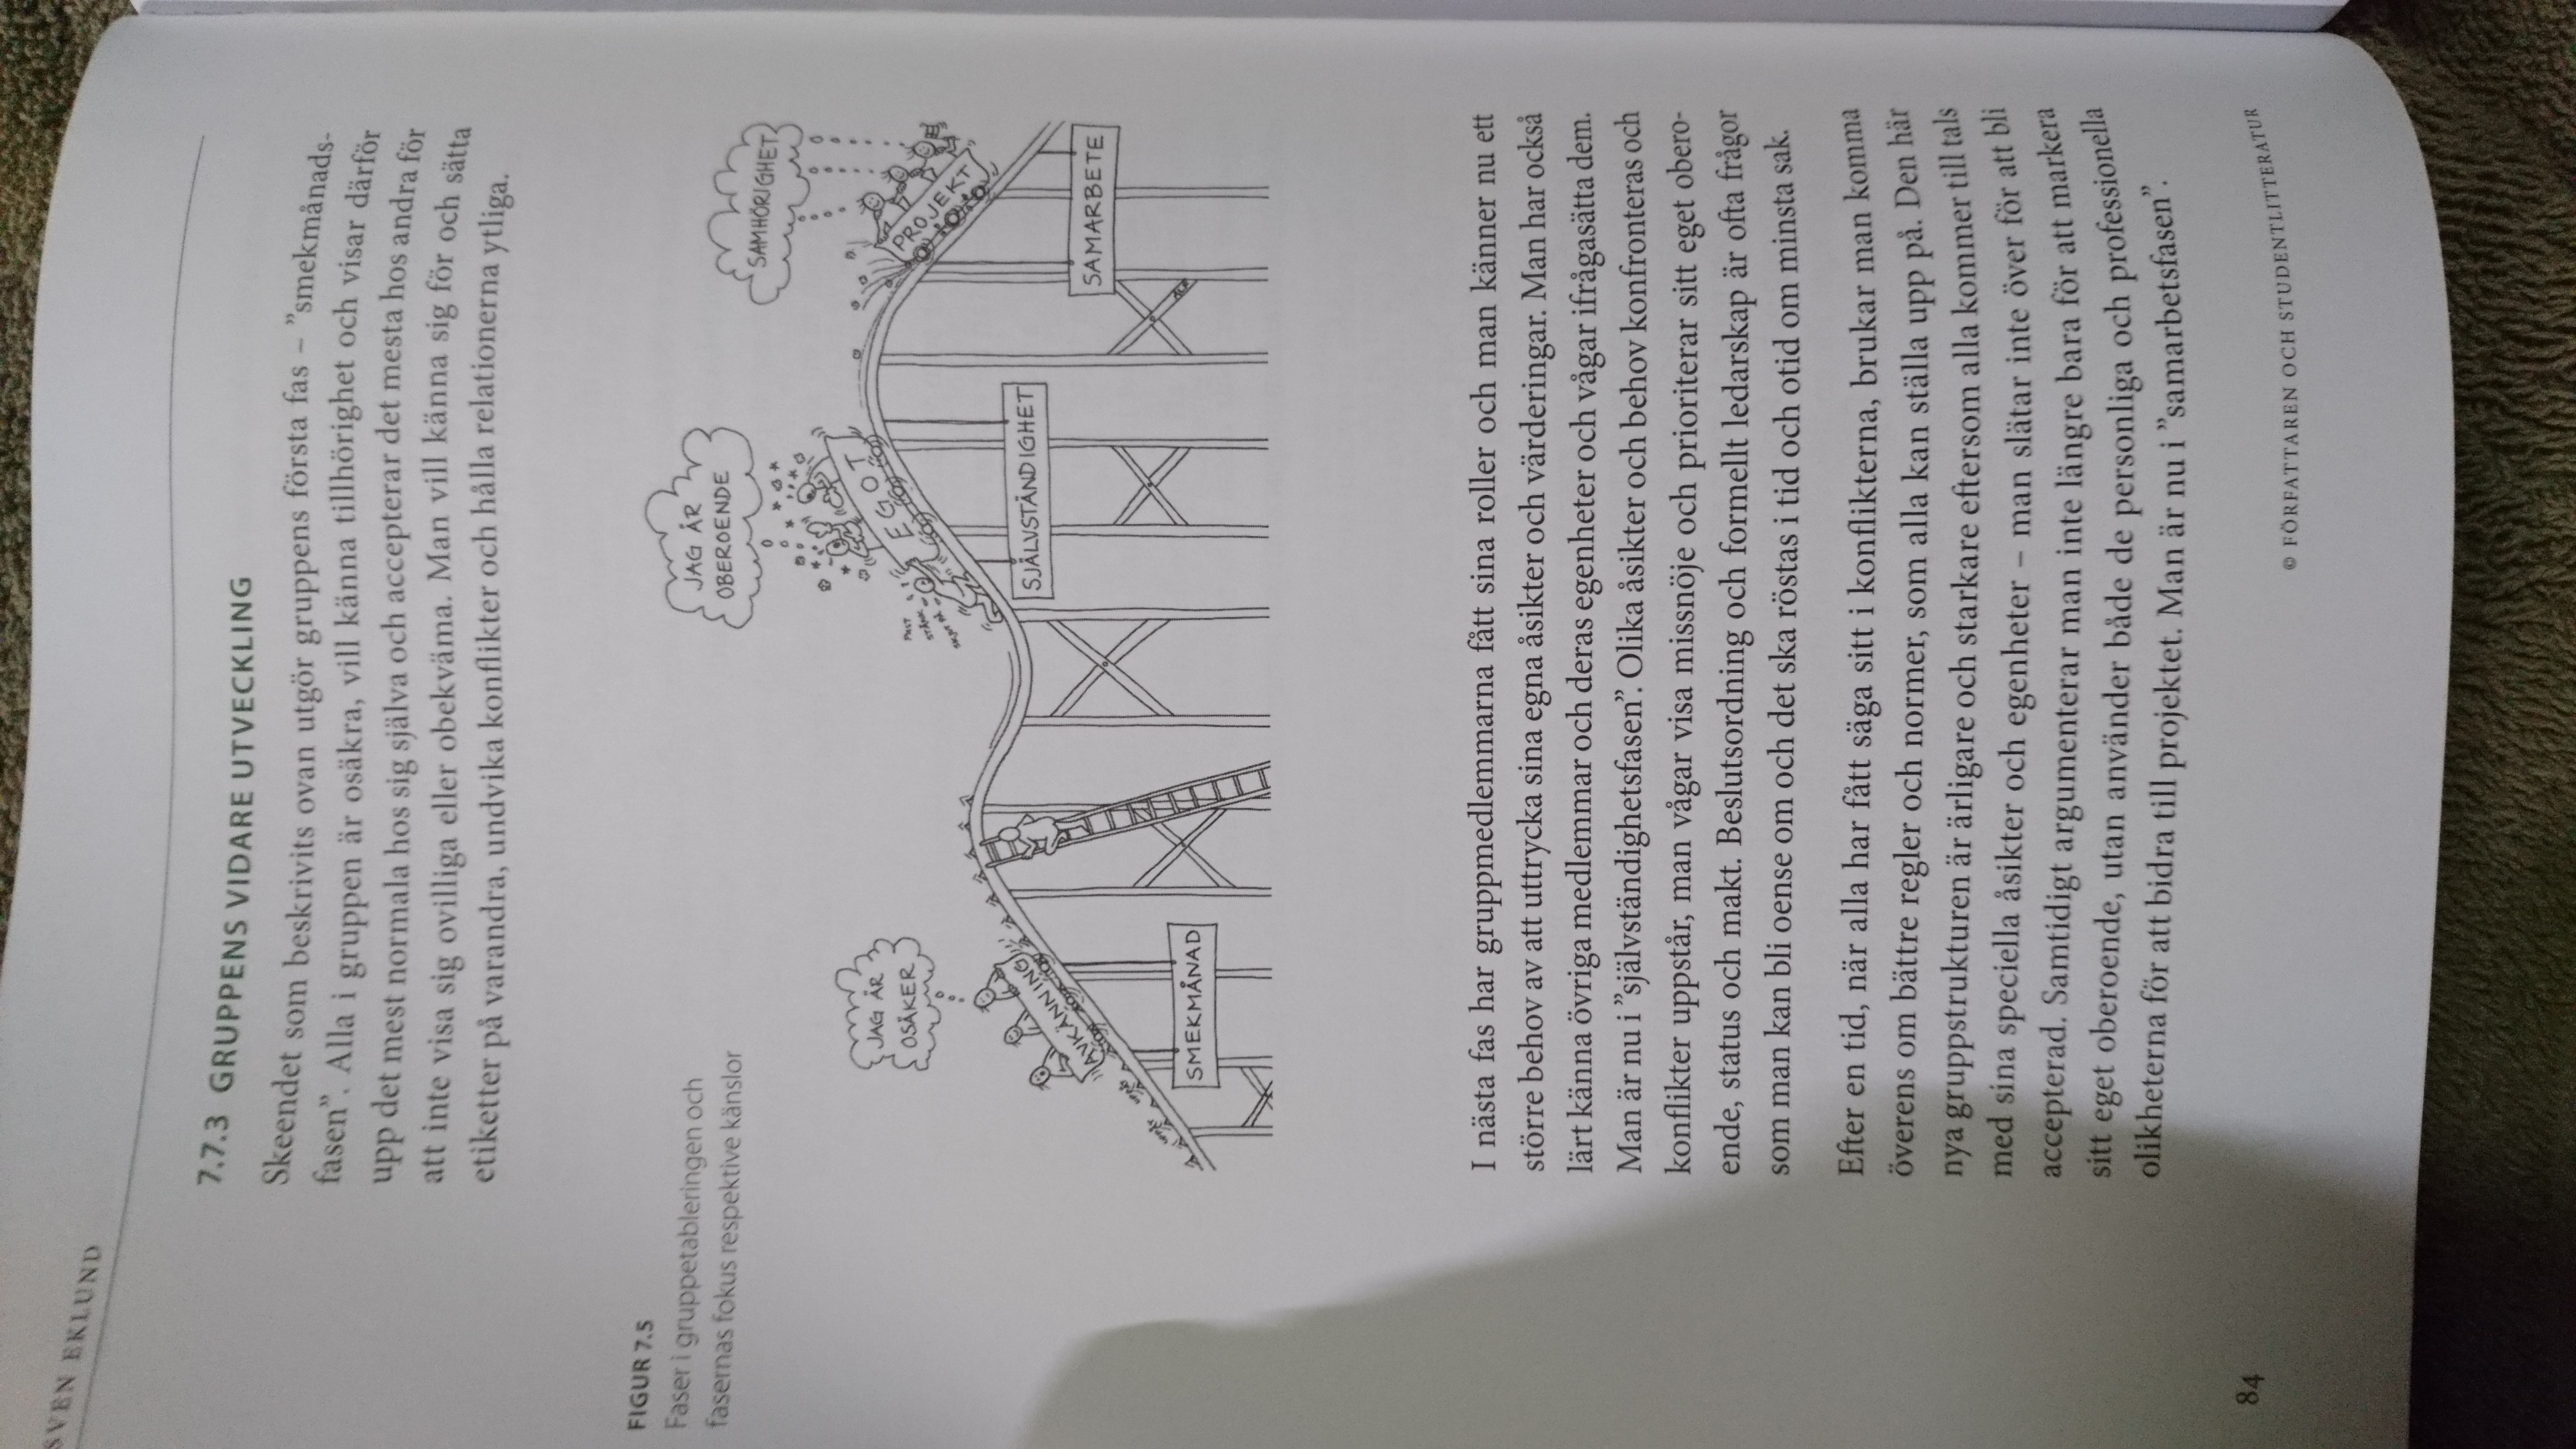 SVEN EKLUND
7.7.3 GRUPPENS VIDARE UTVECKLING
Skeendet som beskrivits ovan utgör gruppens första fas – ”smekmånads-
fasen”. Alla i gruppen är osäkra, vill känna tillhörighet och visar därför
upp det mest normala hos sig själva och accepterar det mesta hos andra för
att inte visa sig ovilliga eller obekväma. Man vill känna sig för och sätta
etiketter på varandra, undvika konflikter och hålla relationerna ytliga.
FIGUR 7.5
Faser i gruppetableringen och
fasernas fokus respektive känslor
JAG ÄR
OSÄKER
AVKÄNNING
SMEKMÅNAD
JAG ÄR
OBEROENDE
EGOT
SJÄLVSTÄNDIGHET
SAMHÖRIGHET
PROJEKT
SAMARBETE
I nästa fas har gruppmedlemmarna fått sina roller och man känner nu ett
större behov av att uttrycka sina egna åsikter och värderingar. Man har också
lärt känna övriga medlemmar och deras egenheter och vågar ifrågasätta dem.
Man är nu i ”självständighetsfasen”. Olika åsikter och behov konfronteras och
konflikter uppstår, man vågar visa missnöje och prioriterar sitt eget obero-
ende, status och makt. Beslutsordning och formellt ledarskap är ofta frågor
som man kan bli oense om och det ska röstas i tid och otid om minsta sak.
Efter en tid, när alla har fått säga sitt i konflikterna, brukar man komma
överens om bättre regler och normer, som alla kan ställa upp på. Den här
nya gruppstrukturen är ärligare och starkare eftersom alla kommer till tals
med sina speciella åsikter och egenheter – man slätar inte över för att bli
accepterad. Samtidigt argumenterar man inte längre bara för att markera
sitt eget oberoende, utan använder både de personliga och professionella
olikheterna för att bidra till projektet. Man är nu i ”samarbetsfasen”.
84
© FÖRFATTAREN OCH STUDENTLITTERATUR